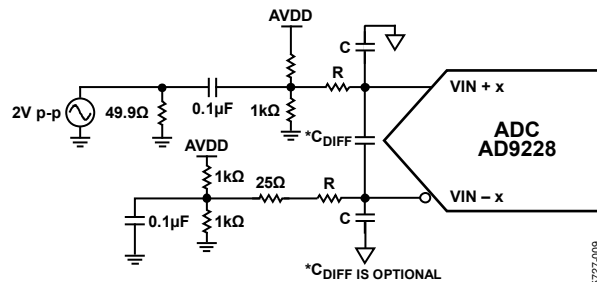 AVDD
C
R
2V p-p
49.9Ω
0.1µF
1kΩ
*CDIFF
VIN + x
ADC
AD9228
AVDD
1kΩ
25Ω
R
VIN – x
0.1µF
1kΩ
C
*CDIFF IS OPTIONAL